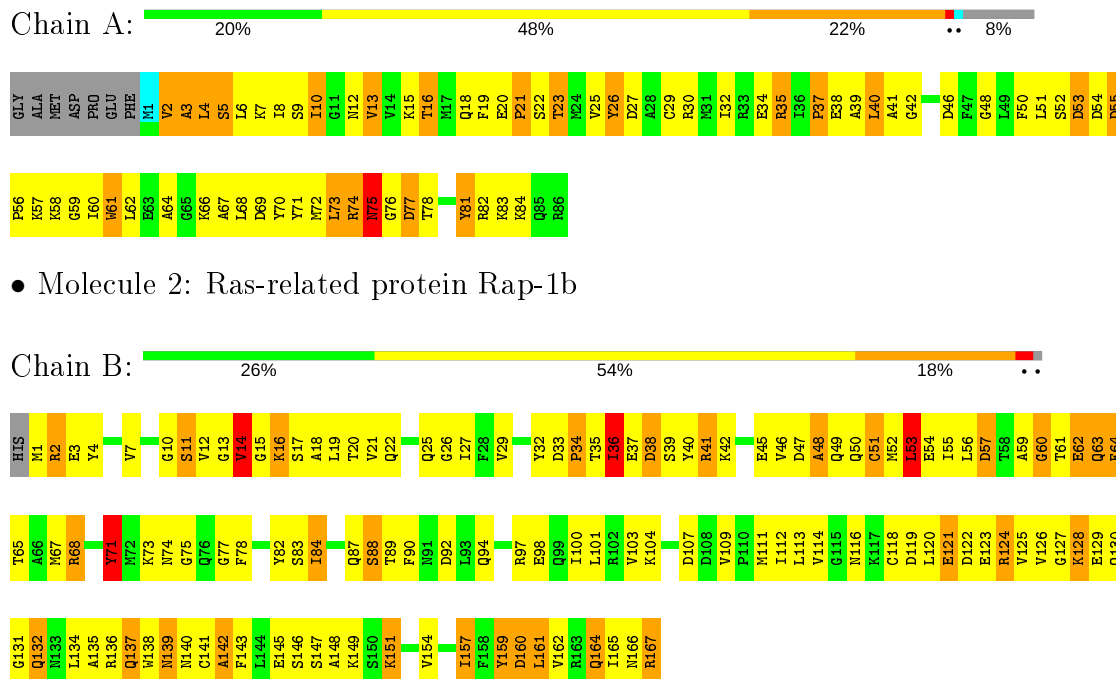 Chain A:
20% 48% 22% •• 8%
GLY ALA MET ASP PRO GLU PHE M1 V2 A3 L4 S5 L6 K7 I8 S9 I10 G11 N12 V13 V14 K15 T16 M17 Q18 F19 E20 P21 S22 T23 M24 V25 Y26 D27 A28 C29 R30 M31 I32 R33 E34 R35 I36 P37 E38 A39 L40 A41 G42 D46 F47 G48 L49 F50 L51 S52 D53 D54 D55
P56 K57 K58 G59 I60 W61 L62 E63 A64 G65 K66 A67 L68 D69 Y70 Y71 M72 L73 R74 N75 G76 D77 T78 Y81 R82 K83 K84 Q85 R86
• Molecule 2: Ras-related protein Rap-1b
Chain B:
26% 54% 18% ••
HIS M1 R2 E3 Y4 V7 G10 S11 V12 G13 V14 G15 K16 S17 A18 L19 T20 V21 Q22 Q25 G26 I27 F28 V29 Y32 D33 P34 T35 I36 E37 D38 S39 Y40 R41 K42 E45 V46 D47 A48 Q49 Q50 C51 M52 L53 E54 I55 L56 D57 T58 A59 G60 T61 E62 Q63 F64
T65 A66 M67 R68 Y71 M72 K73 N74 G75 Q76 G77 F78 Y82 S83 I84 Q87 S88 T89 F90 N91 D92 L93 Q94 R97 E98 Q99 I100 L101 R102 V103 K104 D107 D108 V109 P110 M111 I112 L113 V114 G115 N116 K117 C118 D119 L120 E121 D122 E123 R124 V125 V126 G127 K128 E129 Q130
G131 Q132 N133 L134 A135 R136 Q137 W138 N139 N140 C141 A142 F143 L144 E145 S146 S147 A148 K149 S150 K151 V154 I157 F158 Y159 D160 L161 V162 R163 Q164 I165 N166 R167